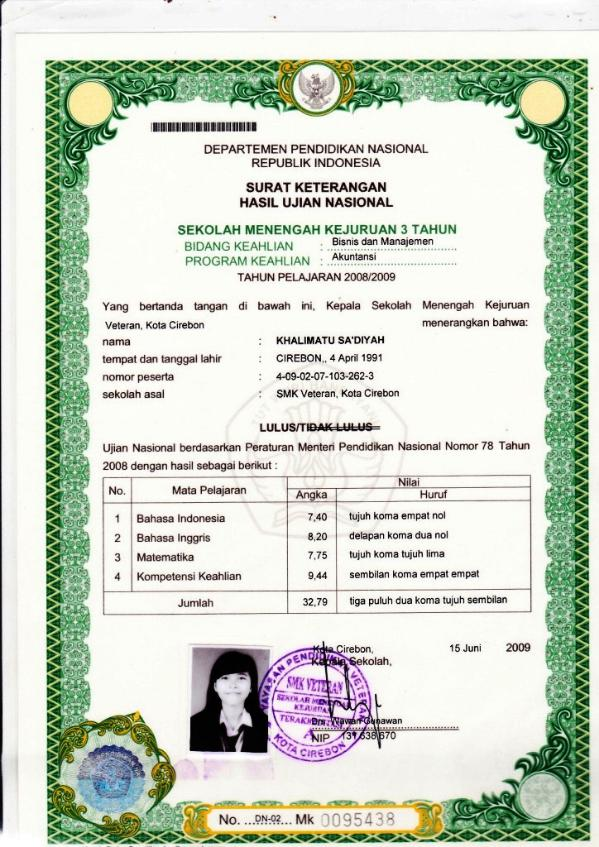 DEPARTEMEN PENDIDIKAN NASIONAL
REPUBLIK INDONESIA
SURAT KETERANGAN
HASIL UJIAN NASIONAL
SEKOLAH MENENGAH KEJURUAN 3 TAHUN
BIDANG KEAHLIAN : Bisnis dan Manajemen
PROGRAM KEAHLIAN : Akuntansi
TAHUN PELAJARAN 2008/2009
Yang bertanda tangan di bawah ini, Kepala Sekolah Menengah Kejuruan
Veteran, Kota Cirebon menerangkan bahwa:
nama : KHALIMATU SA'DIYAH
tempat dan tanggal lahir : CIREBON,, 4 April 1991
nomor peserta : 4-09-02-07-103-262-3
sekolah asal : SMK Veteran, Kota Cirebon
LULUS/TIDAK LULUS
Ujian Nasional berdasarkan Peraturan Menteri Pendidikan Nasional Nomor 78 Tahun
2008 dengan hasil sebagai berikut :
No. Mata Pelajaran Nilai
Angka Huruf
1 Bahasa Indonesia 7,40 tujuh koma empat nol
2 Bahasa Inggris 8,20 delapan koma dua nol
3 Matematika 7,75 tujuh koma tujuh lima
4 Kompetensi Keahlian 9,44 sembilan koma empat empat
Jumlah 32,79 tiga puluh dua koma tujuh sembilan
Kota Cirebon, 15 Juni 2009
Kepala Sekolah,
YAYASAN PENDIDIKAN VETERAN
SMK VETERAN
SEKOLAH MENENGAH
KEJURUAN
KOTA CIREBON
Drs. Wawan Gunawan
NIP 131 638 670
No. ...DN-02... Mk 0095438